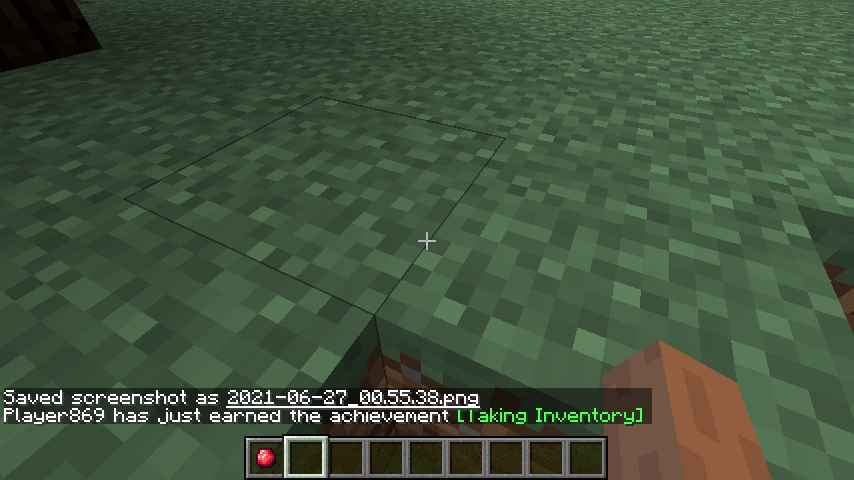 Saved screenshot as 2021-06-27_00.55.38.png
Player869 has just earned the achievement [Taking Inventory]